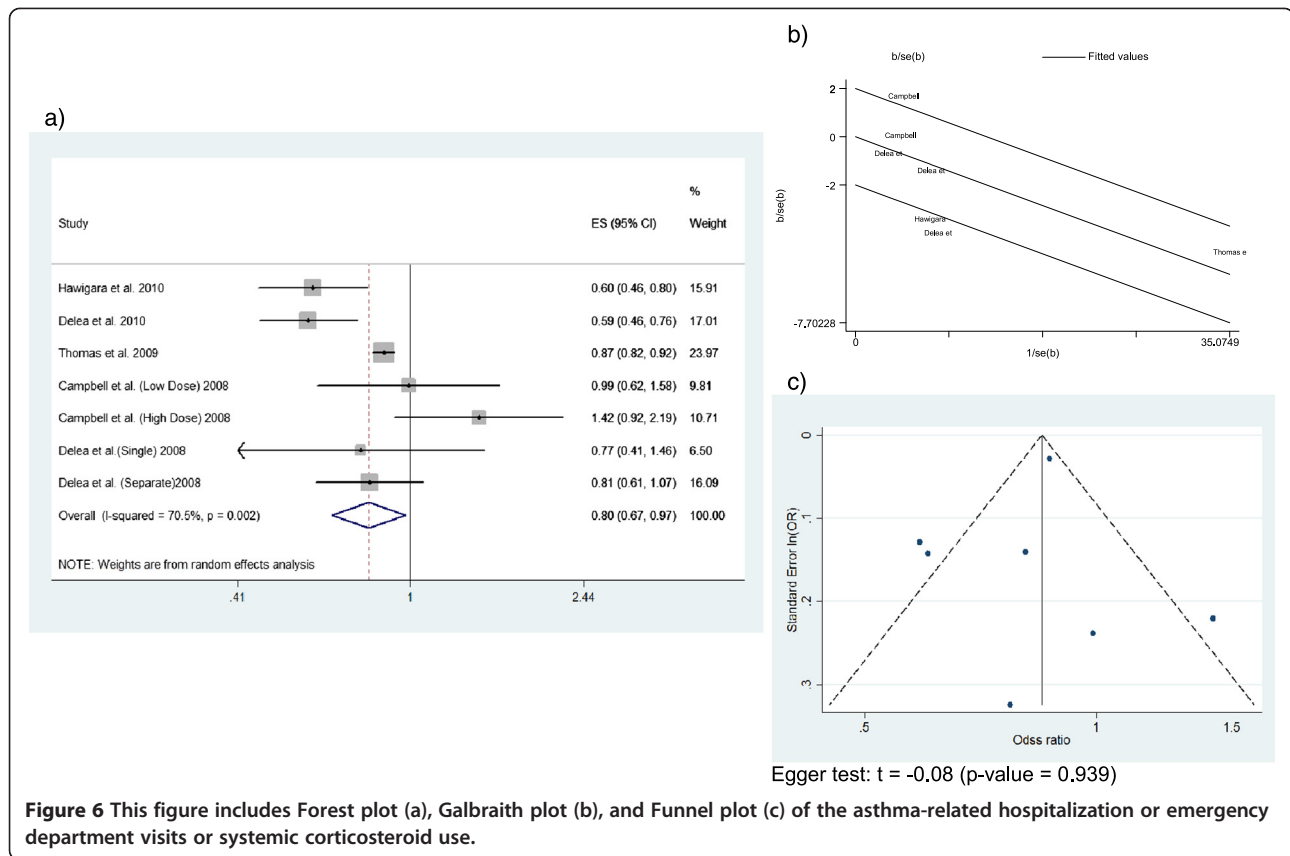 a)
%
Study ES (95% CI) Weight
Hawigara et al. 2010 0.60 (0.46, 0.80) 15.91
Delea et al. 2010 0.59 (0.46, 0.76) 17.01
Thomas et al. 2009 0.87 (0.82, 0.92) 23.97
Campbell et al. (Low Dose) 2008 0.99 (0.62, 1.58) 9.81
Campbell et al. (High Dose) 2008 1.42 (0.92, 2.19) 10.71
Delea et al.(Single) 2008 0.77 (0.41, 1.46) 6.50
Delea et al. (Separate)2008 0.81 (0.61, 1.07) 16.09
Overall (I-squared = 70.5%, p = 0.002) 0.80 (0.67, 0.97) 100.00
NOTE: Weights are from random effects analysis
.41 1 2.44
b)
b/se(b) Fitted values
b/se(b)
2
0
-2
-7.70228
Campbell
Campbell
Delea et
Delea et
Hawigara
Delea et
Thomas e
0 35.0749
1/se(b)
c)
Standard Error ln(OR)
0
.1
.2
.3
.5 1 1.5
Odss ratio
Egger test: t = -0.08 (p-value = 0.939)
Figure 6 This figure includes Forest plot (a), Galbraith plot (b), and Funnel plot (c) of the asthma-related hospitalization or emergency
department visits or systemic corticosteroid use.